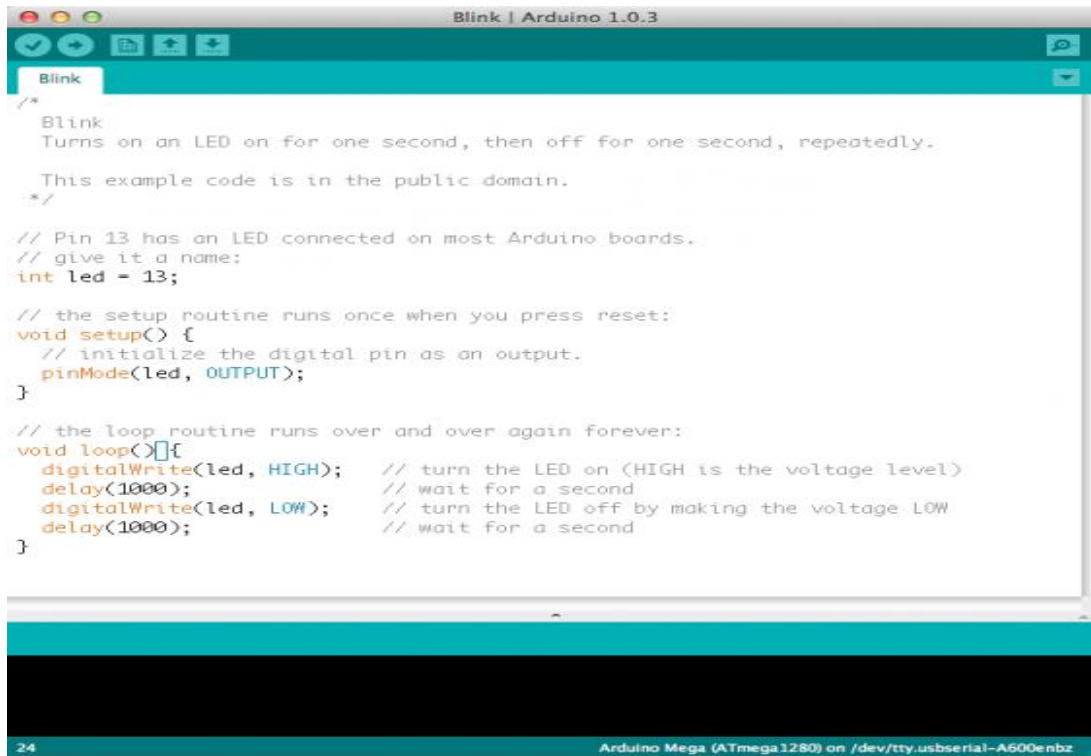 Blink | Arduino 1.0.3
Blink
/*
  Blink
  Turns on an LED on for one second, then off for one second, repeatedly.

  This example code is in the public domain.
 */

// Pin 13 has an LED connected on most Arduino boards.
// give it a name:
int led = 13;

// the setup routine runs once when you press reset:
void setup() {
  // initialize the digital pin as an output.
  pinMode(led, OUTPUT);
}

// the loop routine runs over and over again forever:
void loop() {
  digitalWrite(led, HIGH);   // turn the LED on (HIGH is the voltage level)
  delay(1000);               // wait for a second
  digitalWrite(led, LOW);    // turn the LED off by making the voltage LOW
  delay(1000);               // wait for a second
}
24
Arduino Mega (ATmega1280) on /dev/tty.usbserial-A600enbz